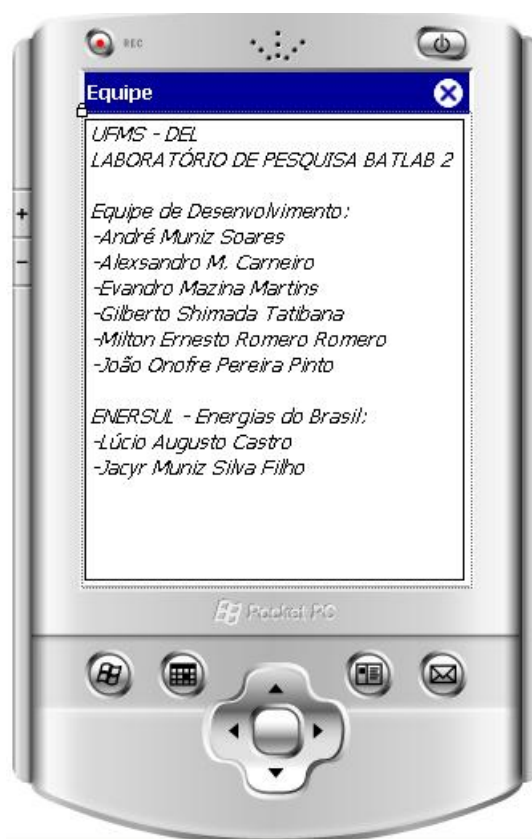 REC
Equipe
UFMS - DEL
LABORATÓRIO DE PESQUISA BATLAB 2
Equipe de Desenvolvimento:
-André Muniz Soares
-Alexsandro M. Carneiro
-Evandro Mazina Martins
-Gilberto Shimada Tatibana
-Milton Ernesto Romero Romero
-João Onofre Pereira Pinto
ENERSUL - Energias do Brasil:
-Lúcio Augusto Castro
-Jacyr Muniz Silva Filho
Pocket PC
+
-